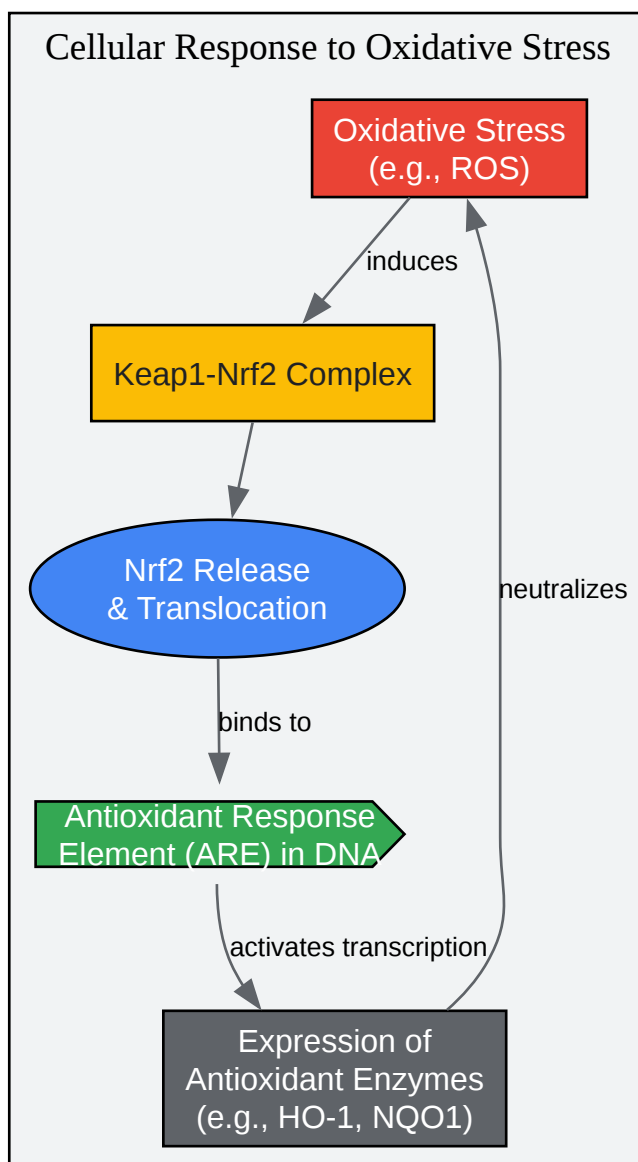 Cellular Response to Oxidative Stress
Oxidative Stress
(e.g., ROS)
induces
Keap1-Nrf2 Complex
Nrf2 Release
& Translocation
neutralizes
binds to
Antioxidant Response
Element (ARE) in DNA
activates transcription
Expression of
Antioxidant Enzymes
(e.g., HO-1, NQO1)